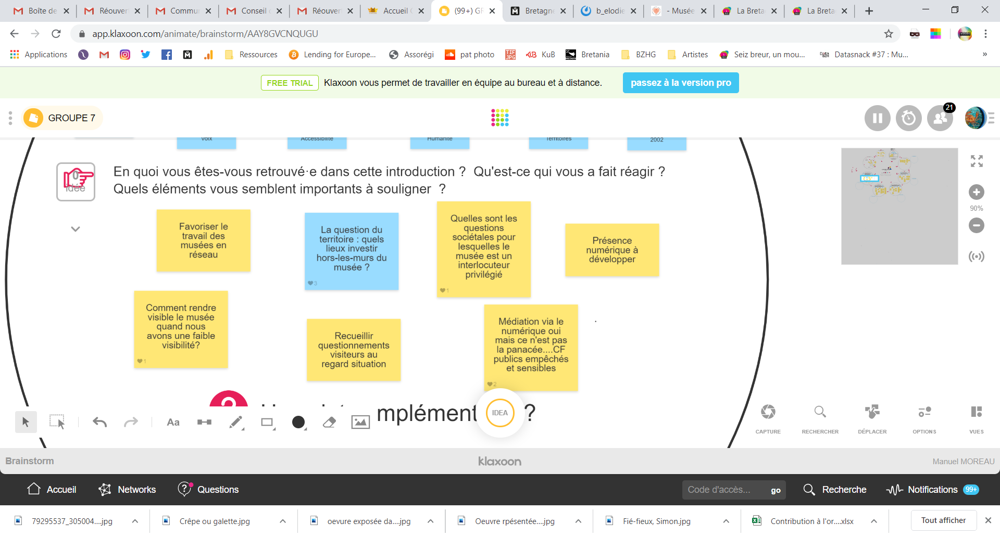 Boîte de
Réouver
Commu
Conseil
Réouver
Accueil
(99+) GF
Bretagne
b_elodie
- Musée
La Breta
La Breta
app.klaxoon.com/animate/brainstorm/AAY8GVCNQUGU
Applications
Ressources
Lending for Europe...
Assorégi
pat photo
KuB
Bretania
BZHG
Artistes
Seiz breur, un mou...
Datasnack #37 : Mu...
»
FREE TRIAL
Klaxoon vous permet de travailler en équipe au bureau et à distance.
passez à la version pro
GROUPE 7
21
Voix
Accessibilité
Humanité
Territoires
2002
0
idée
En quoi vous êtes-vous retrouvé·e dans cette introduction ? Qu'est-ce qui vous a fait réagir ?
Quels éléments vous semblent importants à souligner ?
Favoriser le
travail des
musées en
réseau
La question du
territoire : quels
lieux investir
hors-les-murs du
musée ?
3
Quelles sont les
questions
sociétales pour
lesquelles le
musée est un
interlocuteur
privilégié
1
Présence
numérique à
développer
90%
Comment rendre
visible le musée
quand nous
avons une faible
visibilité?
1
Recueillir
questionnements
visiteurs au
regard situation
Médiation via le
numérique oui
mais ce n'est pas
la panacée....CF
publics empêchés
et sensibles
2
mplément
?
Aa
IDEA
CAPTURE
RECHERCHER
DÉPLACER
OPTIONS
VUES
Brainstorm
klaxoon
Manuel MOREAU
Accueil
Networks
Questions
Code d'accès...
go
Recherche
Notifications
99+
79295537_305004....jpg
Crêpe ou galette.jpg
oevure exposée da....jpg
Oeuvre rpésentée....jpg
Fié-fieux, Simon.jpg
Contribution à l'or....xlsx
Tout afficher